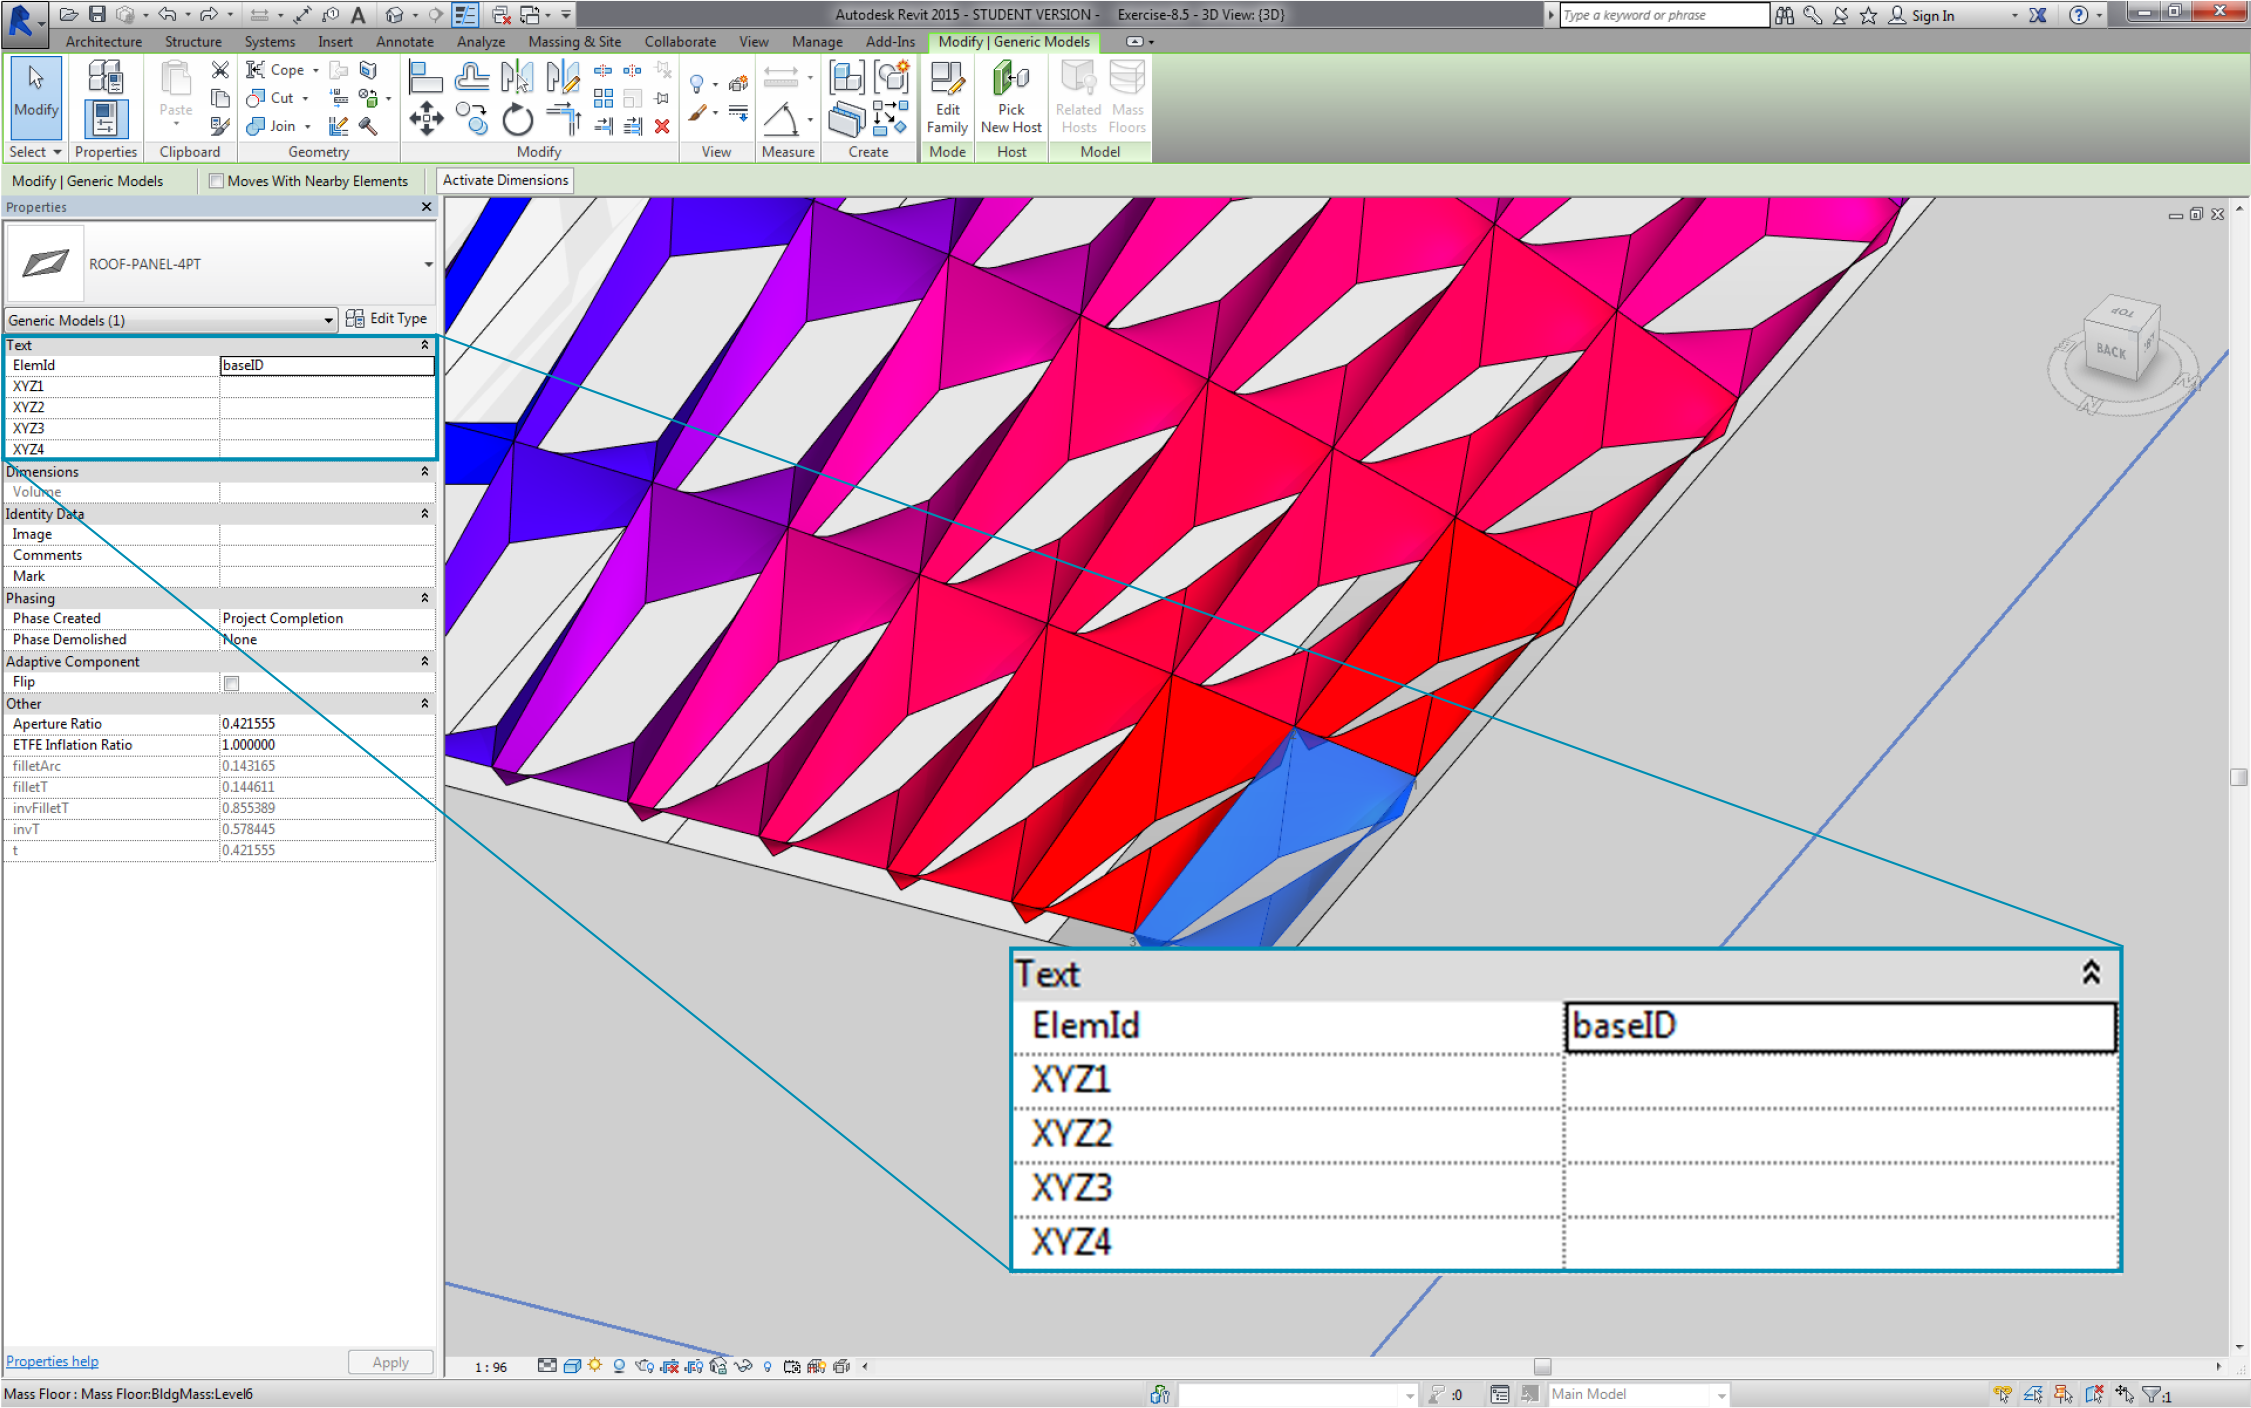 Autodesk Revit 2015 - STUDENT VERSION - Exercise-8.5 - 3D View: {3D}
Type a keyword or phrase
Sign In
Architecture Structure Systems Insert Annotate Analyze Massing & Site Collaborate View Manage Add-Ins Modify | Generic Models
Modify
Paste
Cope
Cut
Join
Edit Family
Pick New Host
Related Hosts
Mass Floors
Select Properties Clipboard Geometry Modify View Measure Create Mode Host Model
Modify | Generic Models Moves With Nearby Elements Activate Dimensions
Properties
ROOF-PANEL-4PT
Generic Models (1) Edit Type
Text
ElemId baseID
XYZ1
XYZ2
XYZ3
XYZ4
Dimensions
Volume
Identity Data
Image
Comments
Mark
Phasing
Phase Created Project Completion
Phase Demolished None
Adaptive Component
Flip
Other
Aperture Ratio 0.421555
ETFE Inflation Ratio 1.000000
filletArc 0.143165
filletT 0.144611
invFilletT 0.855389
invT 0.578445
t 0.421555
Properties help Apply
TOP
BACK
N
3
Text
ElemId baseID
XYZ1
XYZ2
XYZ3
XYZ4
1 : 96
Mass Floor : Mass Floor:BldgMass:Level6
:0
Main Model
:1